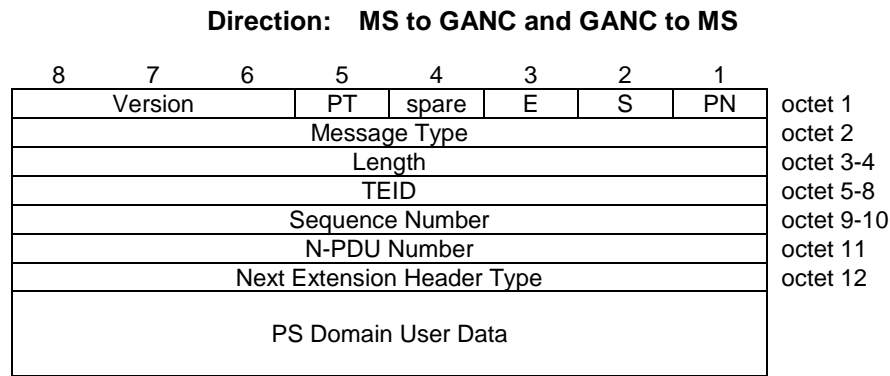 Direction: MS to GANC and GANC to MS
8 7 6 5 4 3 2 1
Version PT spare E S PN octet 1
Message Type octet 2
Length octet 3-4
TEID octet 5-8
Sequence Number octet 9-10
N-PDU Number octet 11
Next Extension Header Type octet 12
PS Domain User Data